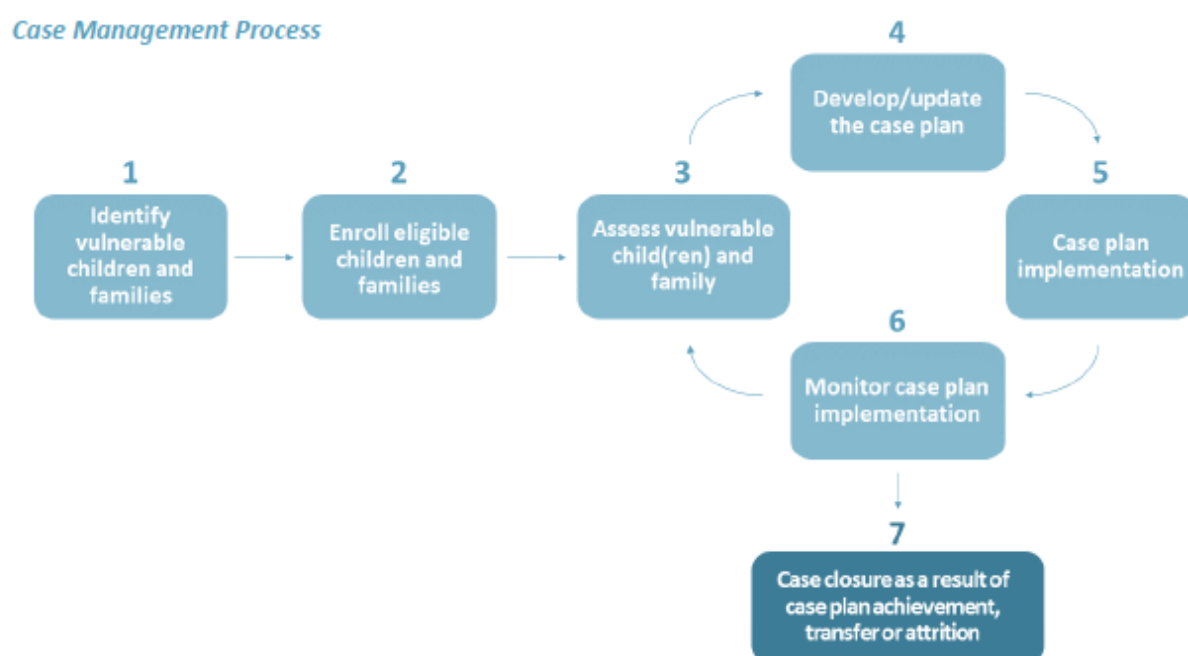 Case Management Process
1
Identify
vulnerable
children and
families
2
Enroll eligible
children and
families
3
Assess vulnerable
child(ren) and
family
4
Develop/update
the case plan
5
Case plan
implementation
6
Monitor case plan
implementation
7
Case closure as a result of
case plan achievement,
transfer or attrition